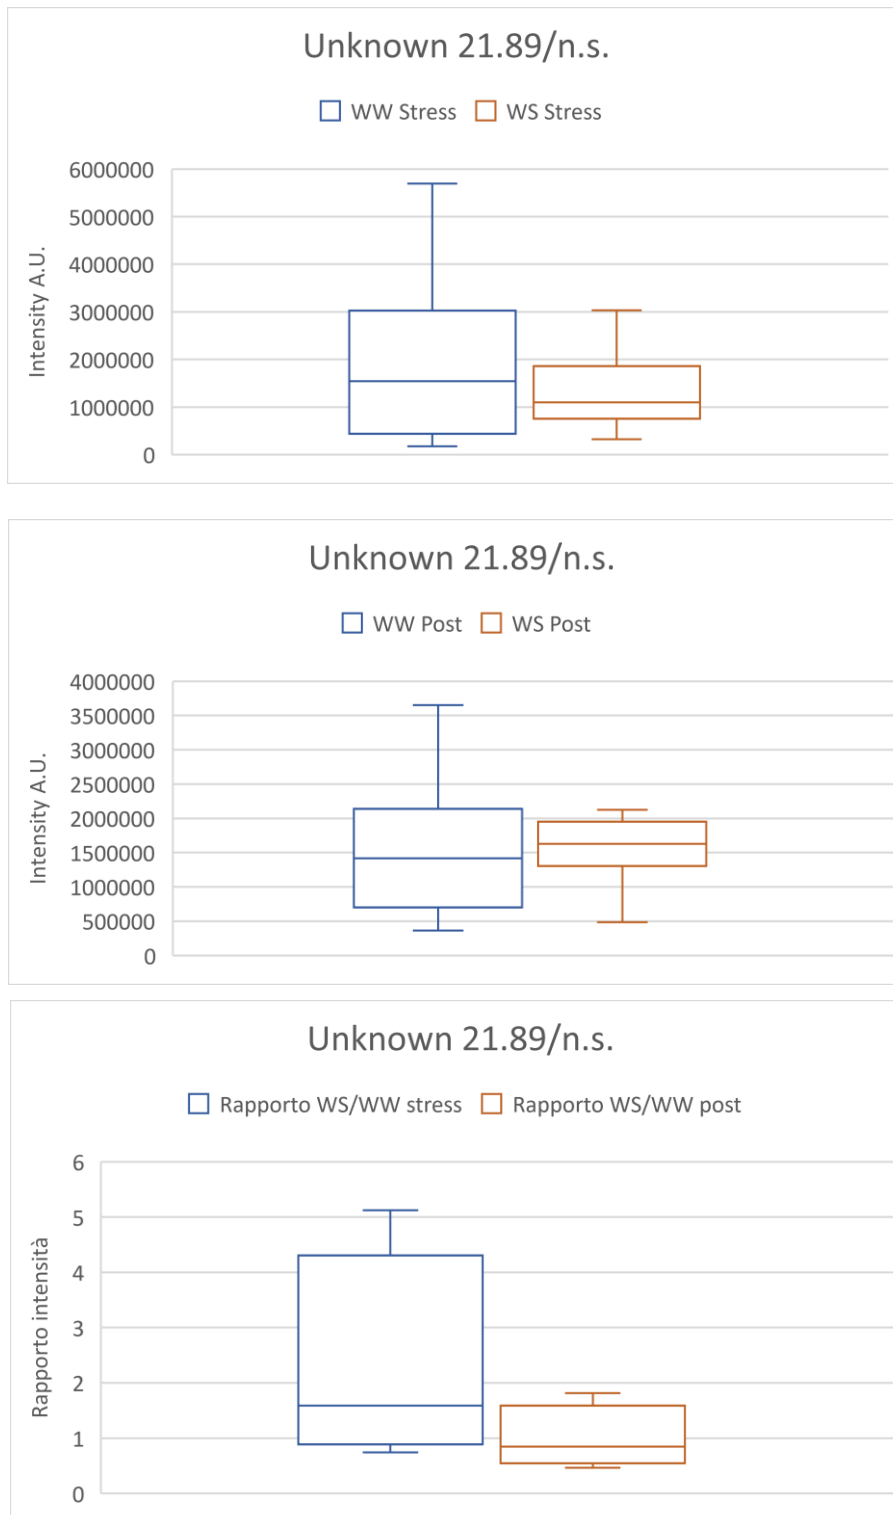 Unknown 21.89/n.s.
WW Stress WS Stress
Intensity A.U.
6000000
5000000
4000000
3000000
2000000
1000000
0
Unknown 21.89/n.s.
WW Post WS Post
Intensity A.U.
4000000
3500000
3000000
2500000
2000000
1500000
1000000
500000
0
Unknown 21.89/n.s.
Rapporto WS/WW stress Rapporto WS/WW post
Rapporto intensità
6
5
4
3
2
1
0